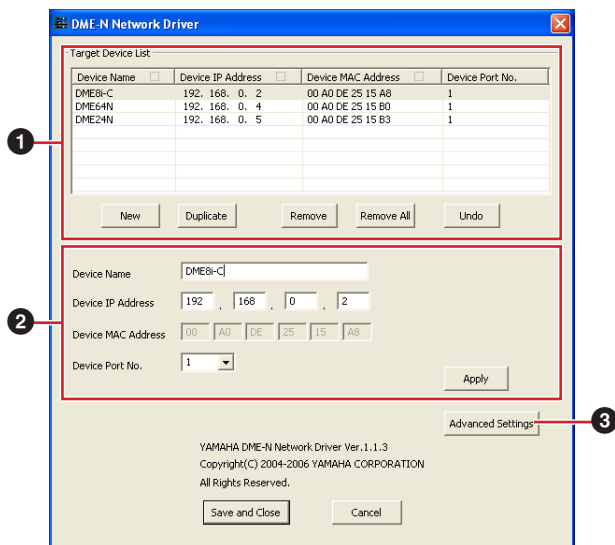 DME-N Network Driver
Target Device List
Device Name Device IP Address Device MAC Address Device Port No.
DME8i-C 192. 168. 0. 2 00 A0 DE 25 15 A8 1
DME64N 192. 168. 0. 4 00 A0 DE 25 15 B0 1
DME24N 192. 168. 0. 5 00 A0 DE 25 15 B3 1
1
New Duplicate Remove Remove All Undo
2
Device Name DME8i-C
Device IP Address 192 . 168 . 0 . 2
Device MAC Address 00 A0 DE 25 15 A8
Device Port No. 1
Apply
Advanced Settings 3
YAMAHA DME-N Network Driver Ver.1.1.3
Copyright(C) 2004-2006 YAMAHA CORPORATION
All Rights Reserved.
Save and Close Cancel